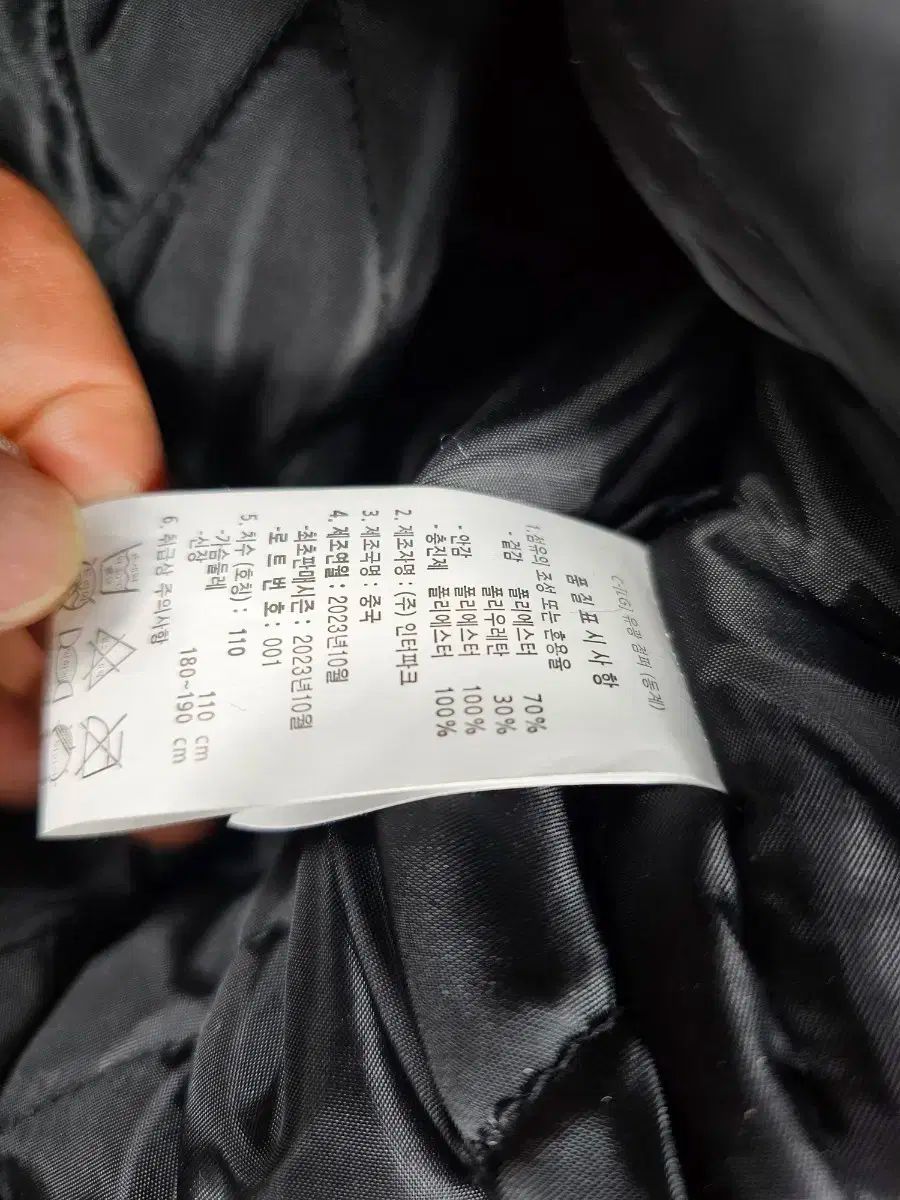 품질표시사항
1. 섬유의 조성 또는 혼용율
- 겉감 폴리에스터 70%
폴리우레탄 30%
- 안감 폴리에스터 100%
- 충전재 폴리에스터 100%
2. 제조자명 : (주) 인터파크
3. 제조국명 : 중국
4. 제조연월 : 2023년10월
최초판매시즌 : 2023년10월
로트번호 : 001
5. 치수 (호칭) : 110
- 가슴둘레 110 cm
- 신장 180~190 cm
6. 취급상 주의사항